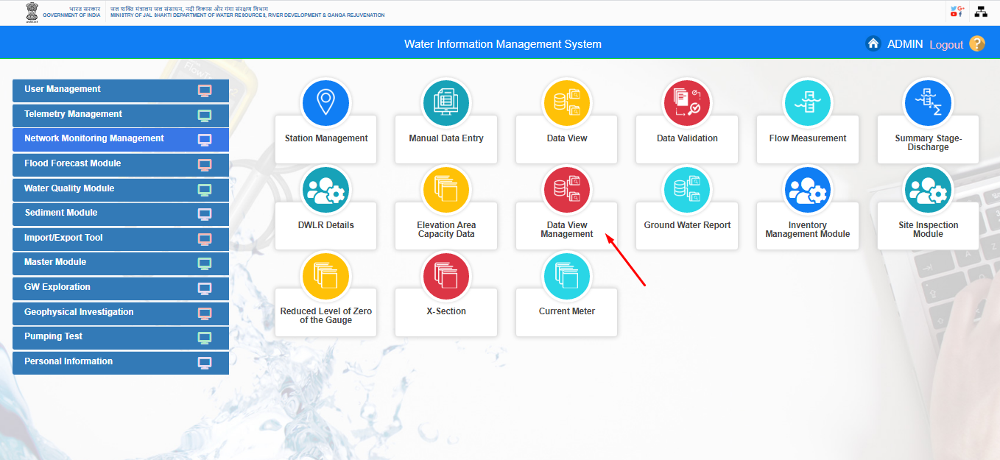 भारत सरकार
GOVERNMENT OF INDIA
जल शक्ति मंत्रालय जल संसाधन, नदी विकास और गंगा संरक्षण विभाग
MINISTRY OF JAL SHAKTI DEPARTMENT OF WATER RESOURCES, RIVER DEVELOPMENT & GANGA REJUVENATION
Water Information Management System
ADMIN Logout ?
User Management
Telemetry Management
Network Monitoring Management
Flood Forecast Module
Water Quality Module
Sediment Module
Import/Export Tool
Master Module
GW Exploration
Geophysical Investigation
Pumping Test
Personal Information
Station Management
Manual Data Entry
Data View
Data Validation
Flow Measurement
Summary Stage-
Discharge
DWLR Details
Elevation Area
Capacity Data
Data View
Management
Ground Water Report
Inventory
Management Module
Site Inspection
Module
Reduced Level of Zero
of the Gauge
X-Section
Current Meter